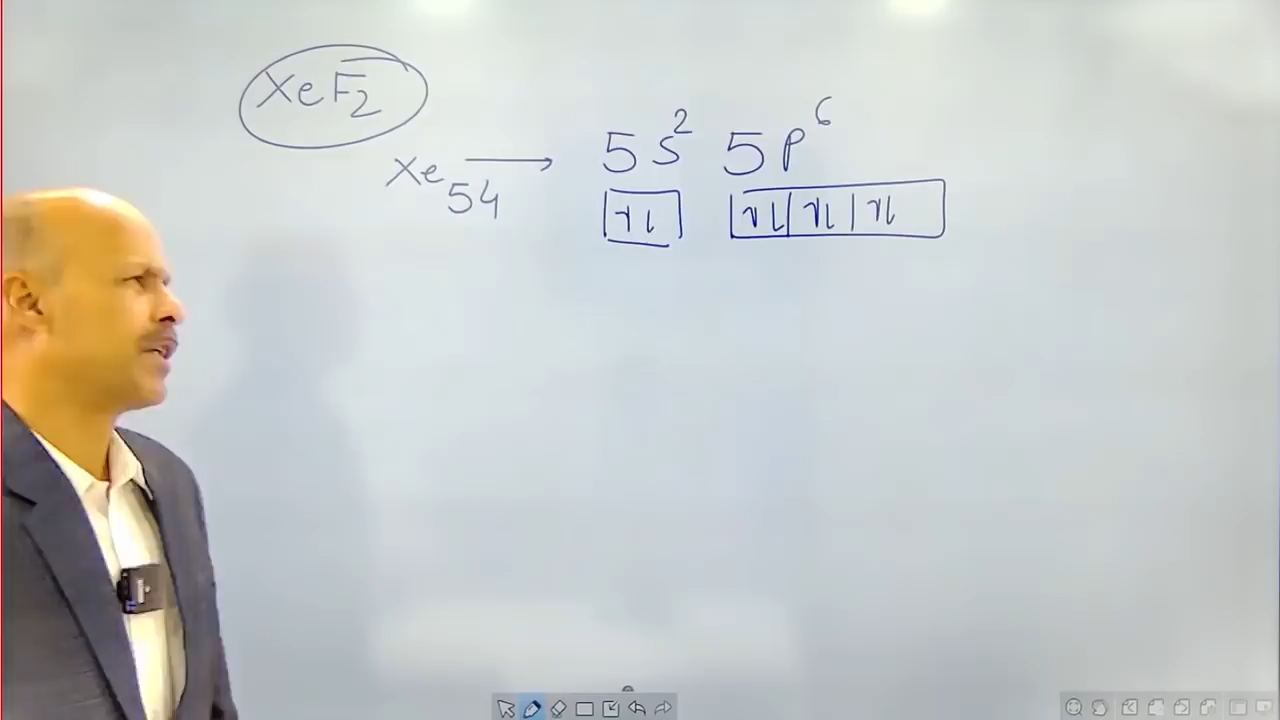 XeF₂
Xe₅₄ → 5s² 5p⁶
↿⇂ ↿⇂ ↿⇂ ↿⇂